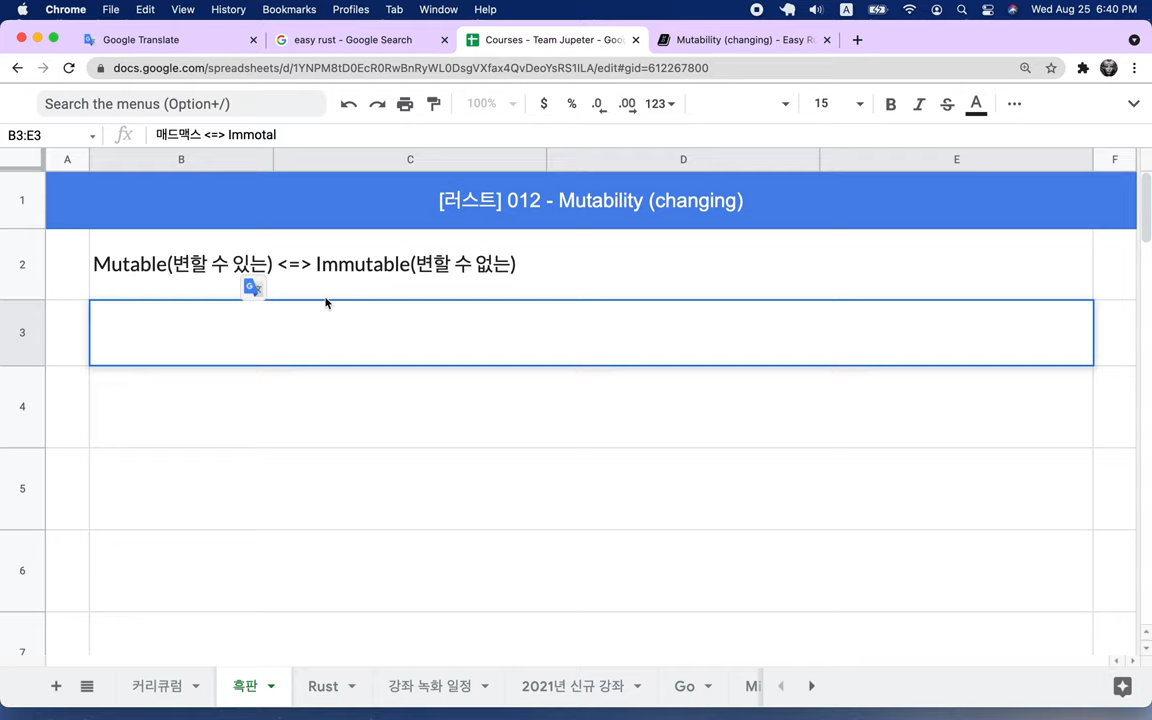 Chrome File Edit View History Bookmarks Profiles Tab Window Help A Wed Aug 25 6:40 PM
Google Translate easy rust - Google Search Courses - Team Jupeter - Goo Mutability (changing) - Easy Ru
docs.google.com/spreadsheets/d/1YNPM8tD0EcR0RwBnRyWL0DsgVXfax4QvDeoYsRS1ILA/edit#gid=612267800
Search the menus (Option+/) 100% $ % .0 .00 123 15 B I S A
B3:E3 fx 매드맥스 <=> Immotal
A B C D E F
1 [러스트] 012 - Mutability (changing)
2 Mutable(변할 수 있는) <=> Immutable(변할 수 없는)
3
4
5
6
7
커리큘럼 흑판 Rust 강좌 녹화 일정 2021년 신규 강좌 Go Mi